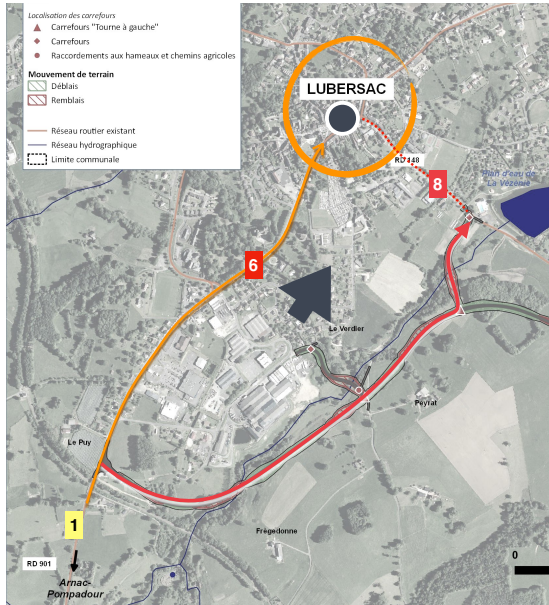 Localisation des carrefours
Carrefours "Tourne à gauche"
Carrefours
Raccordements aux hameaux et chemins agricoles
Mouvement de terrain
Déblais
Remblais
Réseau routier existant
Réseau hydrographique
Limite communale
LUBERSAC
RD 148
Plan d'eau de
La Vézénie
8
6
Le Verdier
Peyrat
Le Puy
1
Frègedonne
RD 901
0
Arnac-
Pompadour